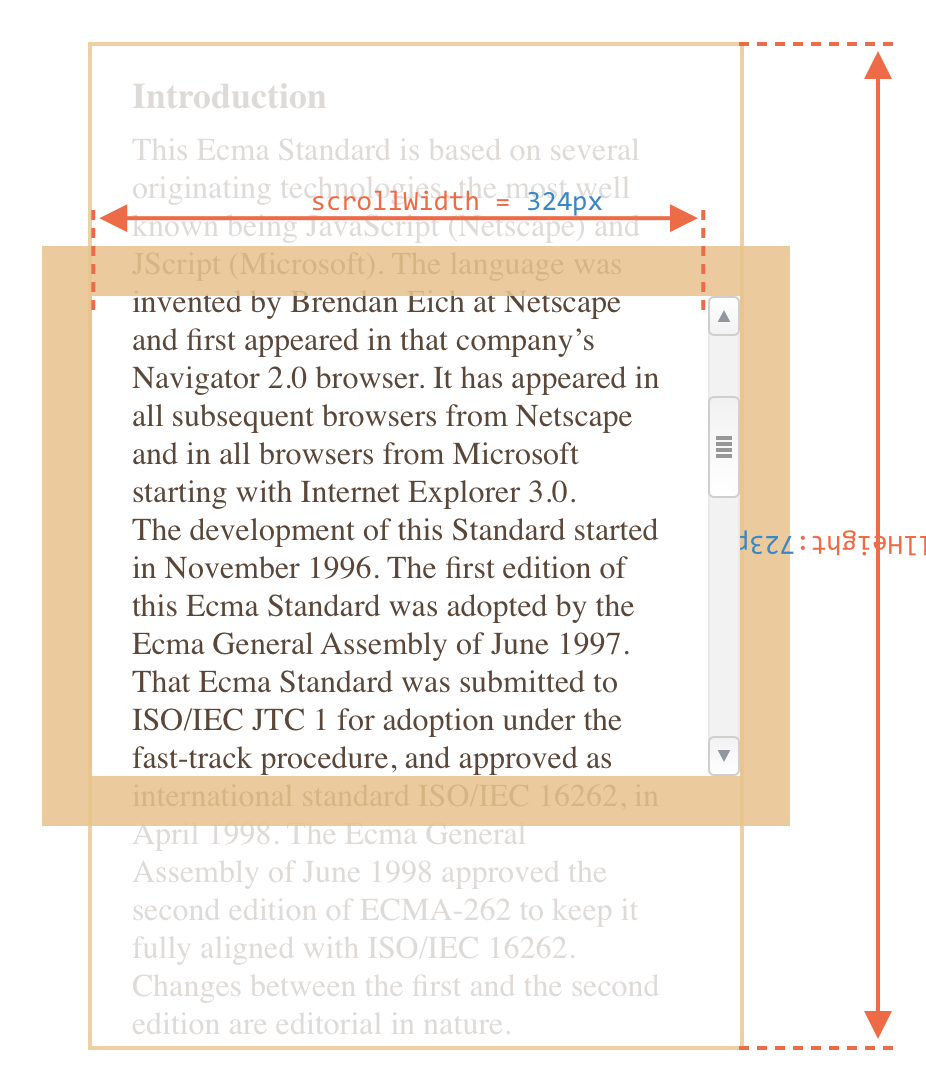 Introduction
This Ecma Standard is based on several
originating technologies, the most well
scrollWidth = 324px
known being JavaScript (Netscape) and
JScript (Microsoft). The language was
invented by Brendan Eich at Netscape
and first appeared in that company’s
Navigator 2.0 browser. It has appeared in
all subsequent browsers from Netscape
and in all browsers from Microsoft
starting with Internet Explorer 3.0.
The development of this Standard started
in November 1996. The first edition of
this Ecma Standard was adopted by the
Ecma General Assembly of June 1997.
That Ecma Standard was submitted to
ISO/IEC JTC 1 for adoption under the
fast-track procedure, and approved as
international standard ISO/IEC 16262, in
April 1998. The Ecma General
Assembly of June 1998 approved the
second edition of ECMA-262 to keep it
fully aligned with ISO/IEC 16262.
Changes between the first and the second
edition are editorial in nature.
llHeight:723p